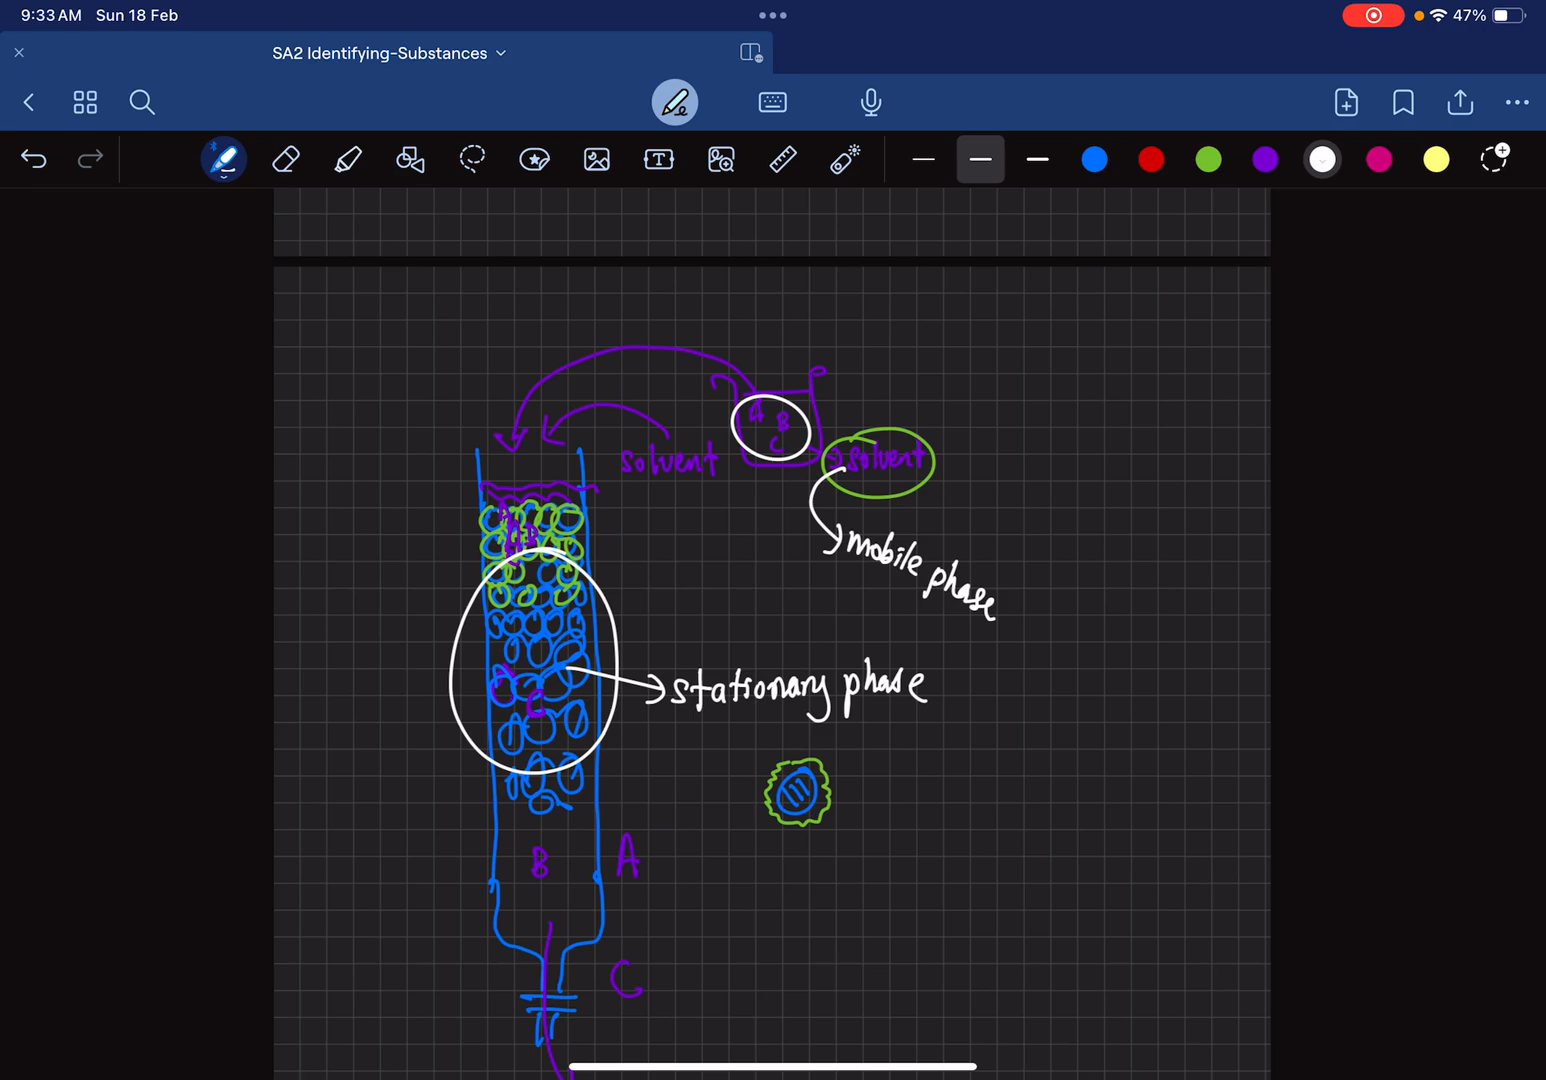 9:33 AM Sun 18 Feb
47%
SA2 Identifying-Substances
T
A
B
C
solvent
solvent
mobile phase
stationary phase
C
B
A
C